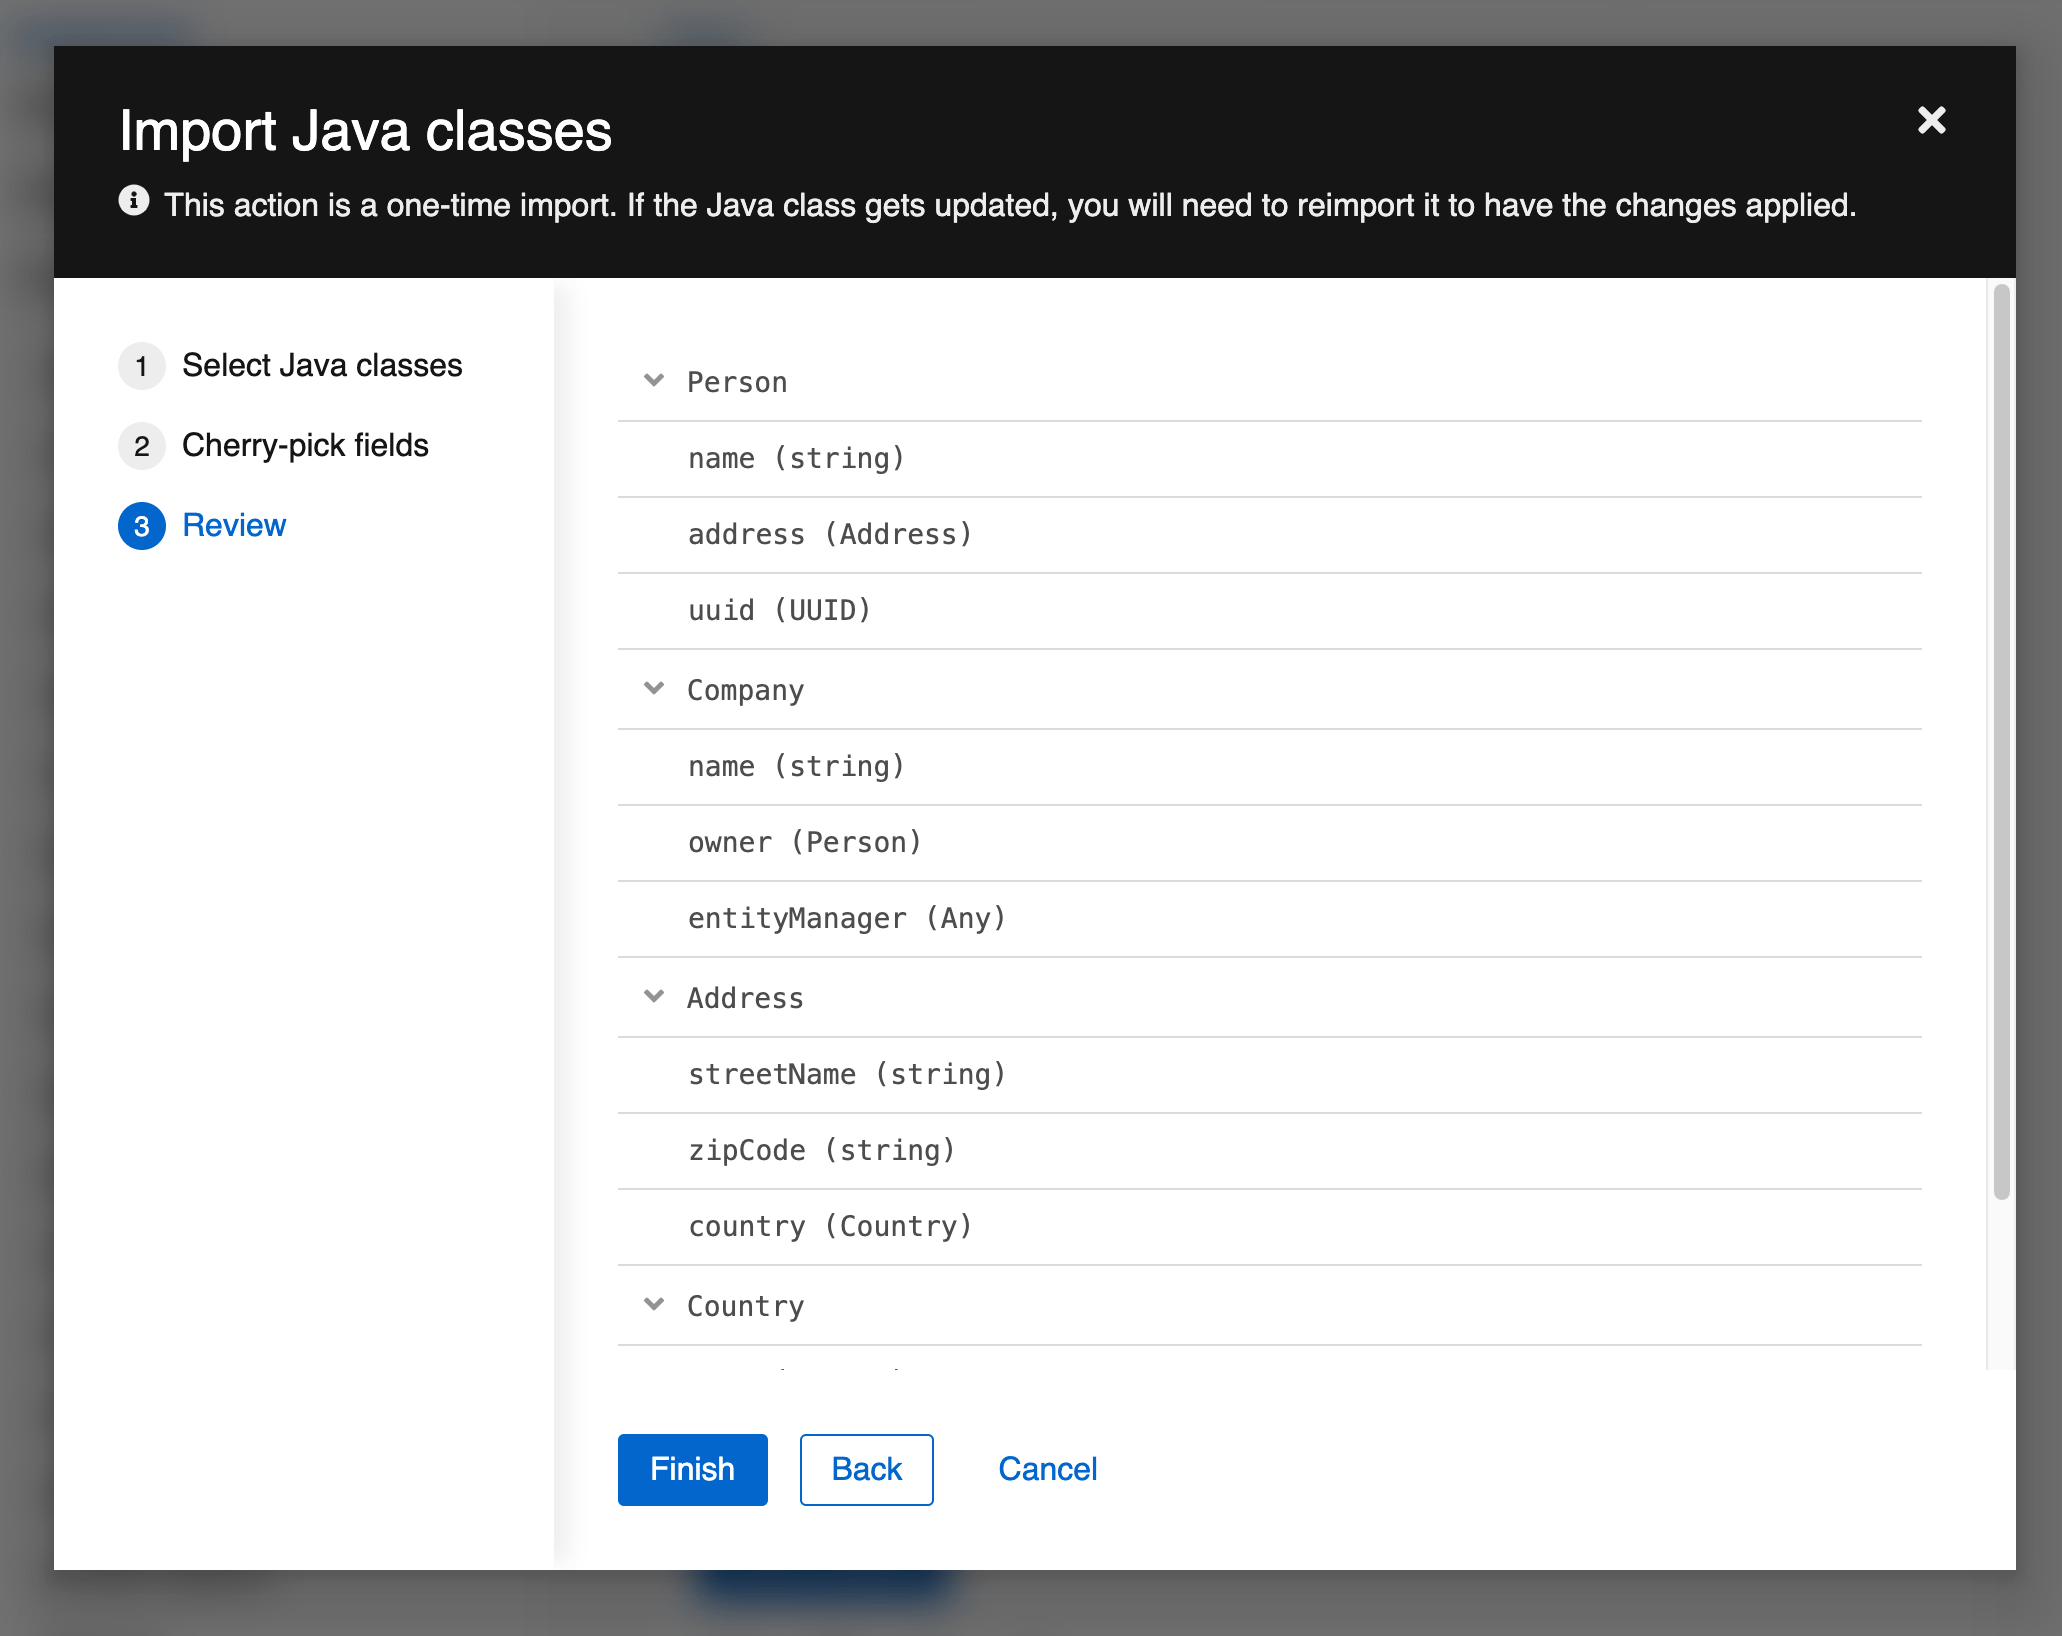 Import Java classes
This action is a one-time import. If the Java class gets updated, you will need to reimport it to have the changes applied.
1 Select Java classes
2 Cherry-pick fields
3 Review
Person
name (string)
address (Address)
uuid (UUID)
Company
name (string)
owner (Person)
entityManager (Any)
Address
streetName (string)
zipCode (string)
country (Country)
Country
Finish Back Cancel